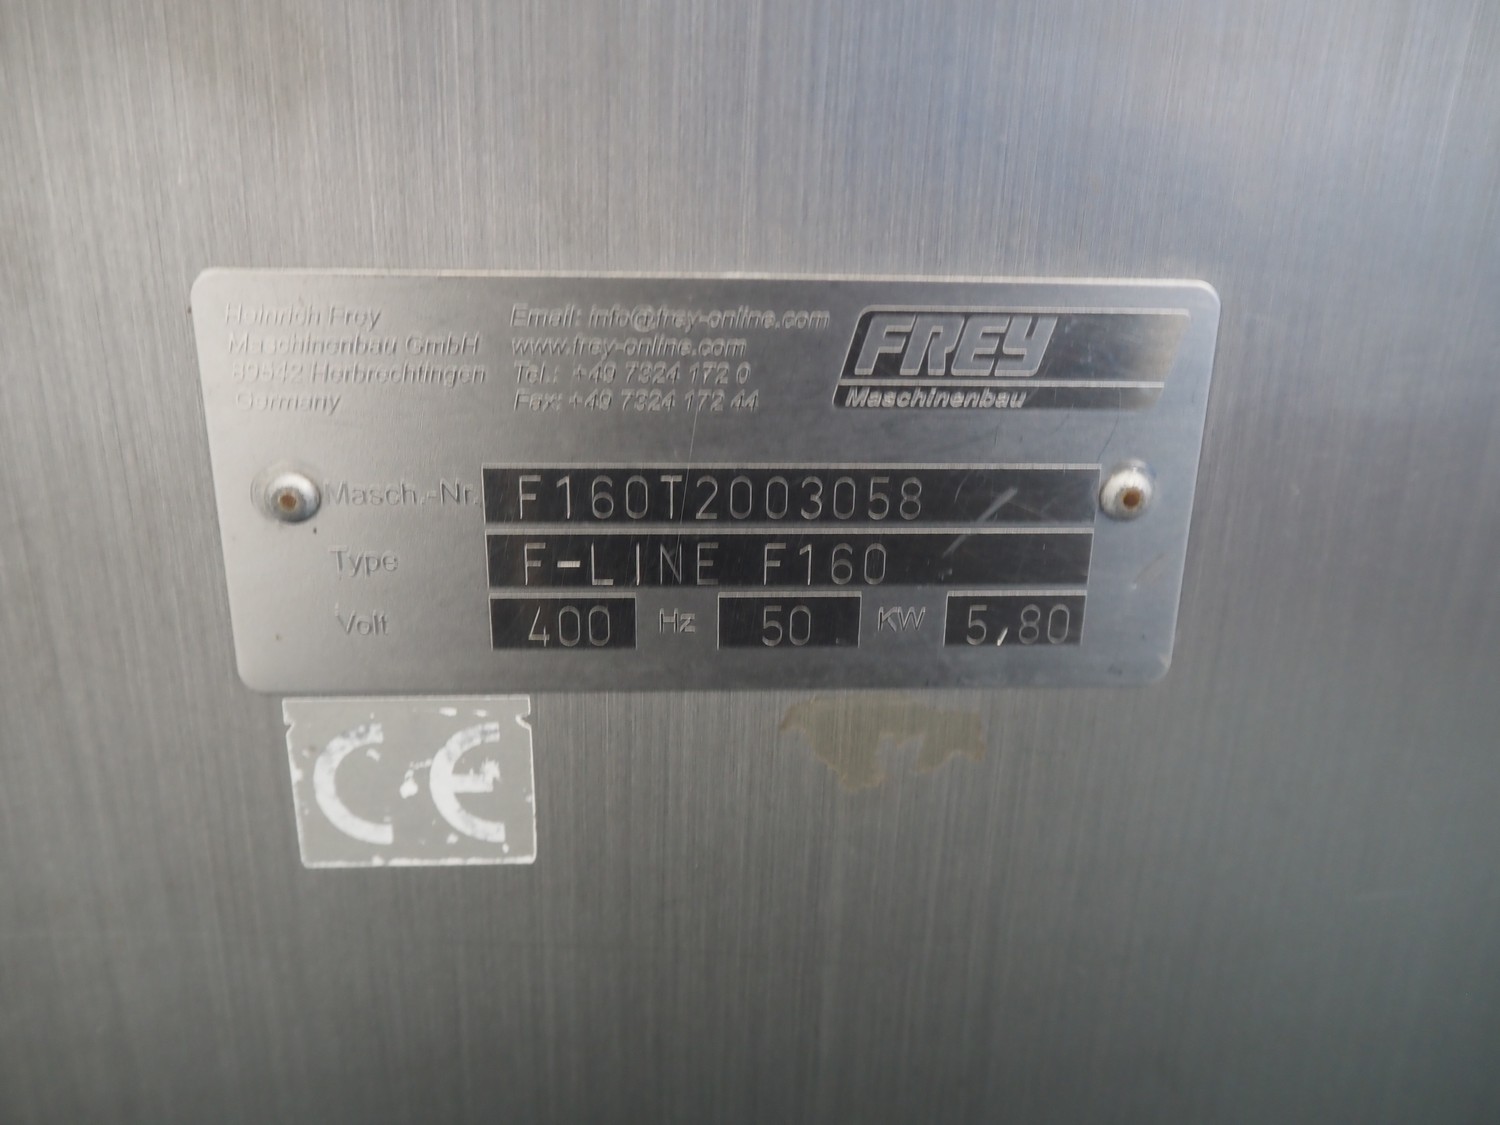 Heinrich Frey
Maschinenbau GmbH
89542 Herbrechtingen
Germany
Email: info@frey-online.com
www.frey-online.com
Tel.: +49 7324 172 0
Fax: +49 7324 172 44
FREY
Maschinenbau
Masch.-Nr. F160T2003058
Type F-LINE F160
Volt 400 Hz 50 KW 5,80
CE